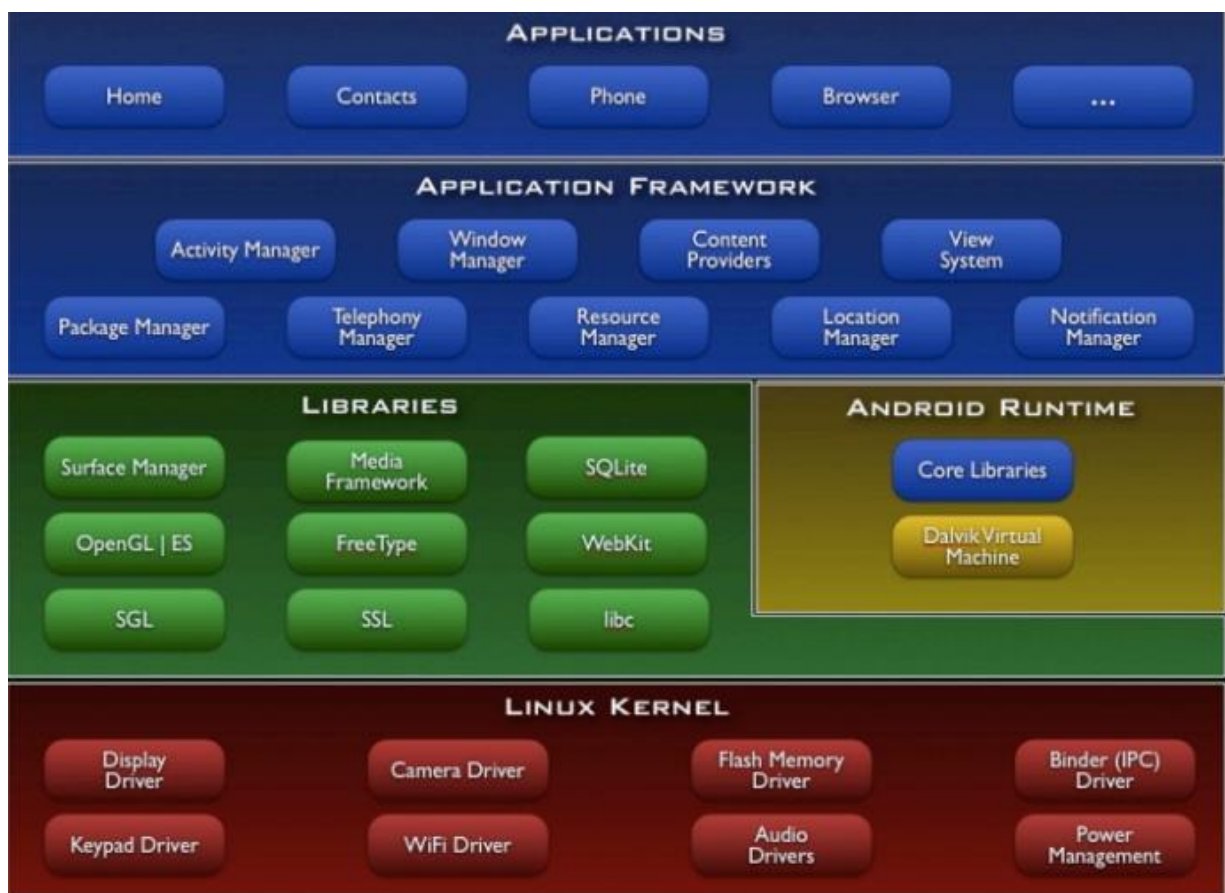 APPLICATIONS
Home
Contacts
Phone
Browser
...
APPLICATION FRAMEWORK
Activity Manager
Window
Manager
Content
Providers
View
System
Package Manager
Telephony
Manager
Resource
Manager
Location
Manager
Notification
Manager
LIBRARIES
Surface Manager
Media
Framework
SQLite
OpenGL | ES
FreeType
WebKit
SGL
SSL
libc
ANDROID RUNTIME
Core Libraries
Dalvik Virtual
Machine
LINUX KERNEL
Display
Driver
Camera Driver
Flash Memory
Driver
Binder (IPC)
Driver
Keypad Driver
WiFi Driver
Audio
Drivers
Power
Management